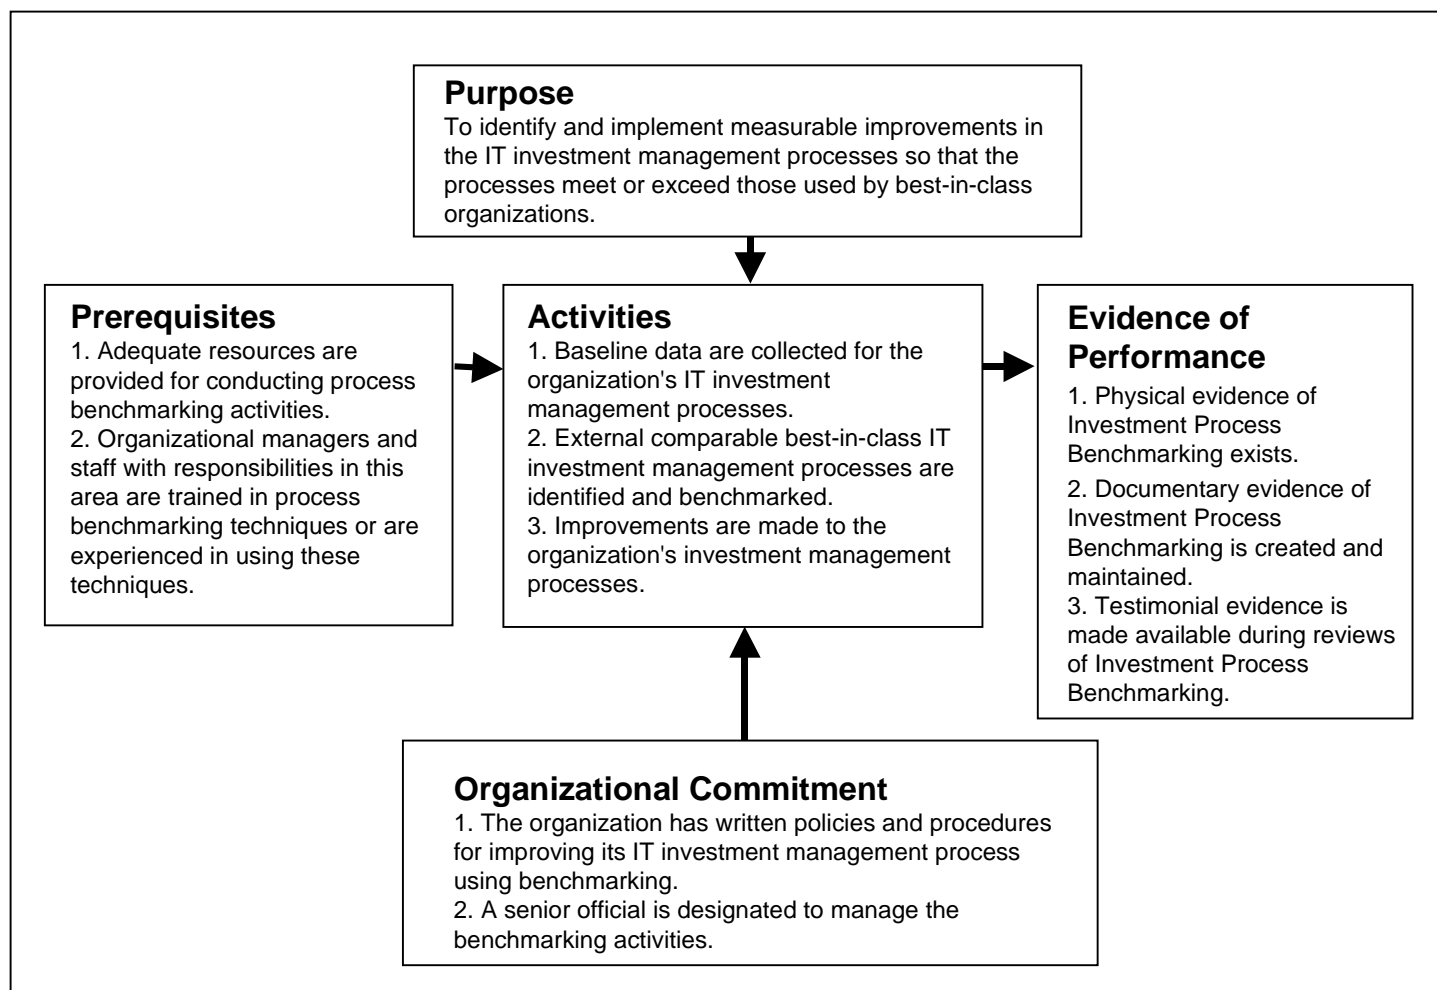 Purpose
To identify and implement measurable improvements in
the IT investment management processes so that the
processes meet or exceed those used by best-in-class
organizations.
Prerequisites
1. Adequate resources are
provided for conducting process
benchmarking activities.
2. Organizational managers and
staff with responsibilities in this
area are trained in process
benchmarking techniques or are
experienced in using these
techniques.
Activities
1. Baseline data are collected for the
organization's IT investment
management processes.
2. External comparable best-in-class IT
investment management processes are
identified and benchmarked.
3. Improvements are made to the
organization's investment management
processes.
Evidence of
Performance
1. Physical evidence of
Investment Process
Benchmarking exists.
2. Documentary evidence of
Investment Process
Benchmarking is created and
maintained.
3. Testimonial evidence is
made available during reviews
of Investment Process
Benchmarking.
Organizational Commitment
1. The organization has written policies and procedures
for improving its IT investment management process
using benchmarking.
2. A senior official is designated to manage the
benchmarking activities.